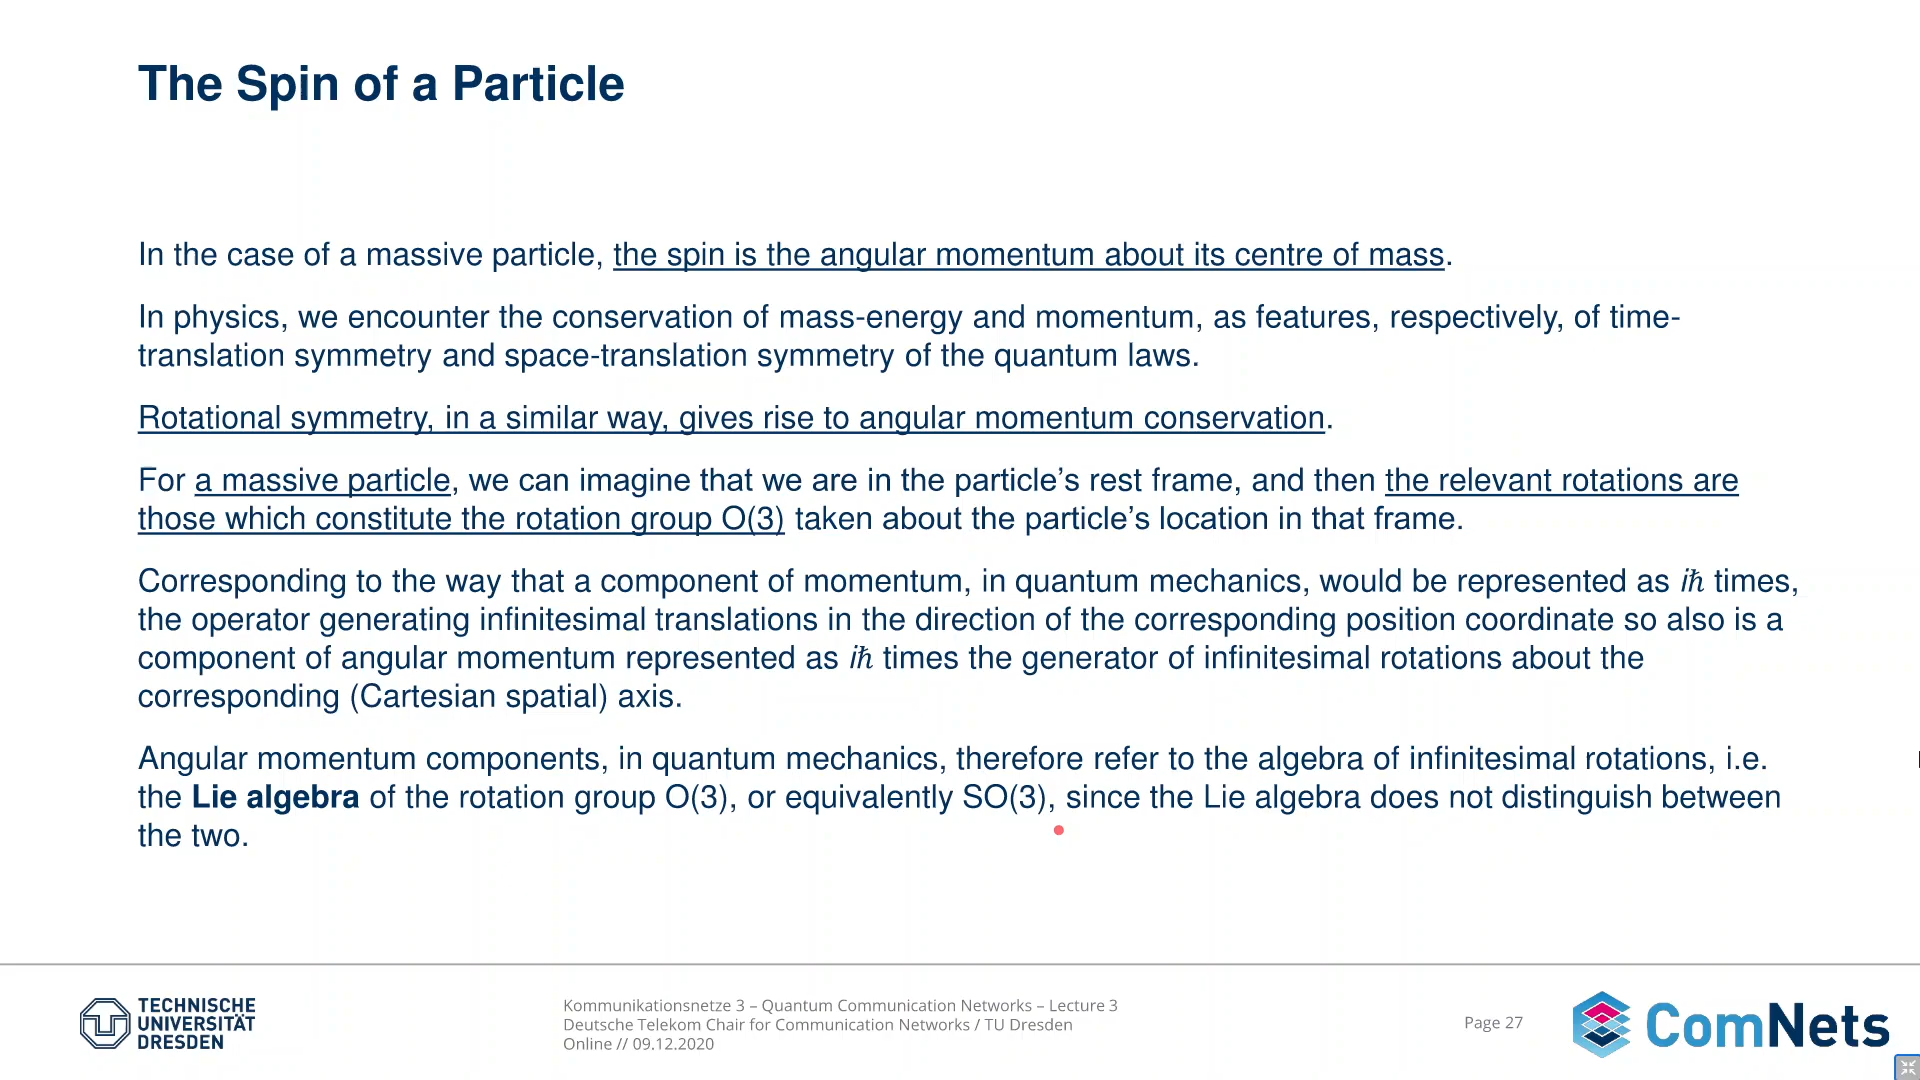 The Spin of a Particle
In the case of a massive particle, the spin is the angular momentum about its centre of mass.
In physics, we encounter the conservation of mass-energy and momentum, as features, respectively, of time-
translation symmetry and space-translation symmetry of the quantum laws.
Rotational symmetry, in a similar way, gives rise to angular momentum conservation.
For a massive particle, we can imagine that we are in the particle’s rest frame, and then the relevant rotations are
those which constitute the rotation group O(3) taken about the particle’s location in that frame.
Corresponding to the way that a component of momentum, in quantum mechanics, would be represented as iħ times,
the operator generating infinitesimal translations in the direction of the corresponding position coordinate so also is a
component of angular momentum represented as iħ times the generator of infinitesimal rotations about the
corresponding (Cartesian spatial) axis.
Angular momentum components, in quantum mechanics, therefore refer to the algebra of infinitesimal rotations, i.e.
the Lie algebra of the rotation group O(3), or equivalently SO(3), since the Lie algebra does not distinguish between
the two.
TECHNISCHE
UNIVERSITÄT
DRESDEN
Kommunikationsnetze 3 – Quantum Communication Networks – Lecture 3
Deutsche Telekom Chair for Communication Networks / TU Dresden
Online // 09.12.2020
Page 27
ComNets